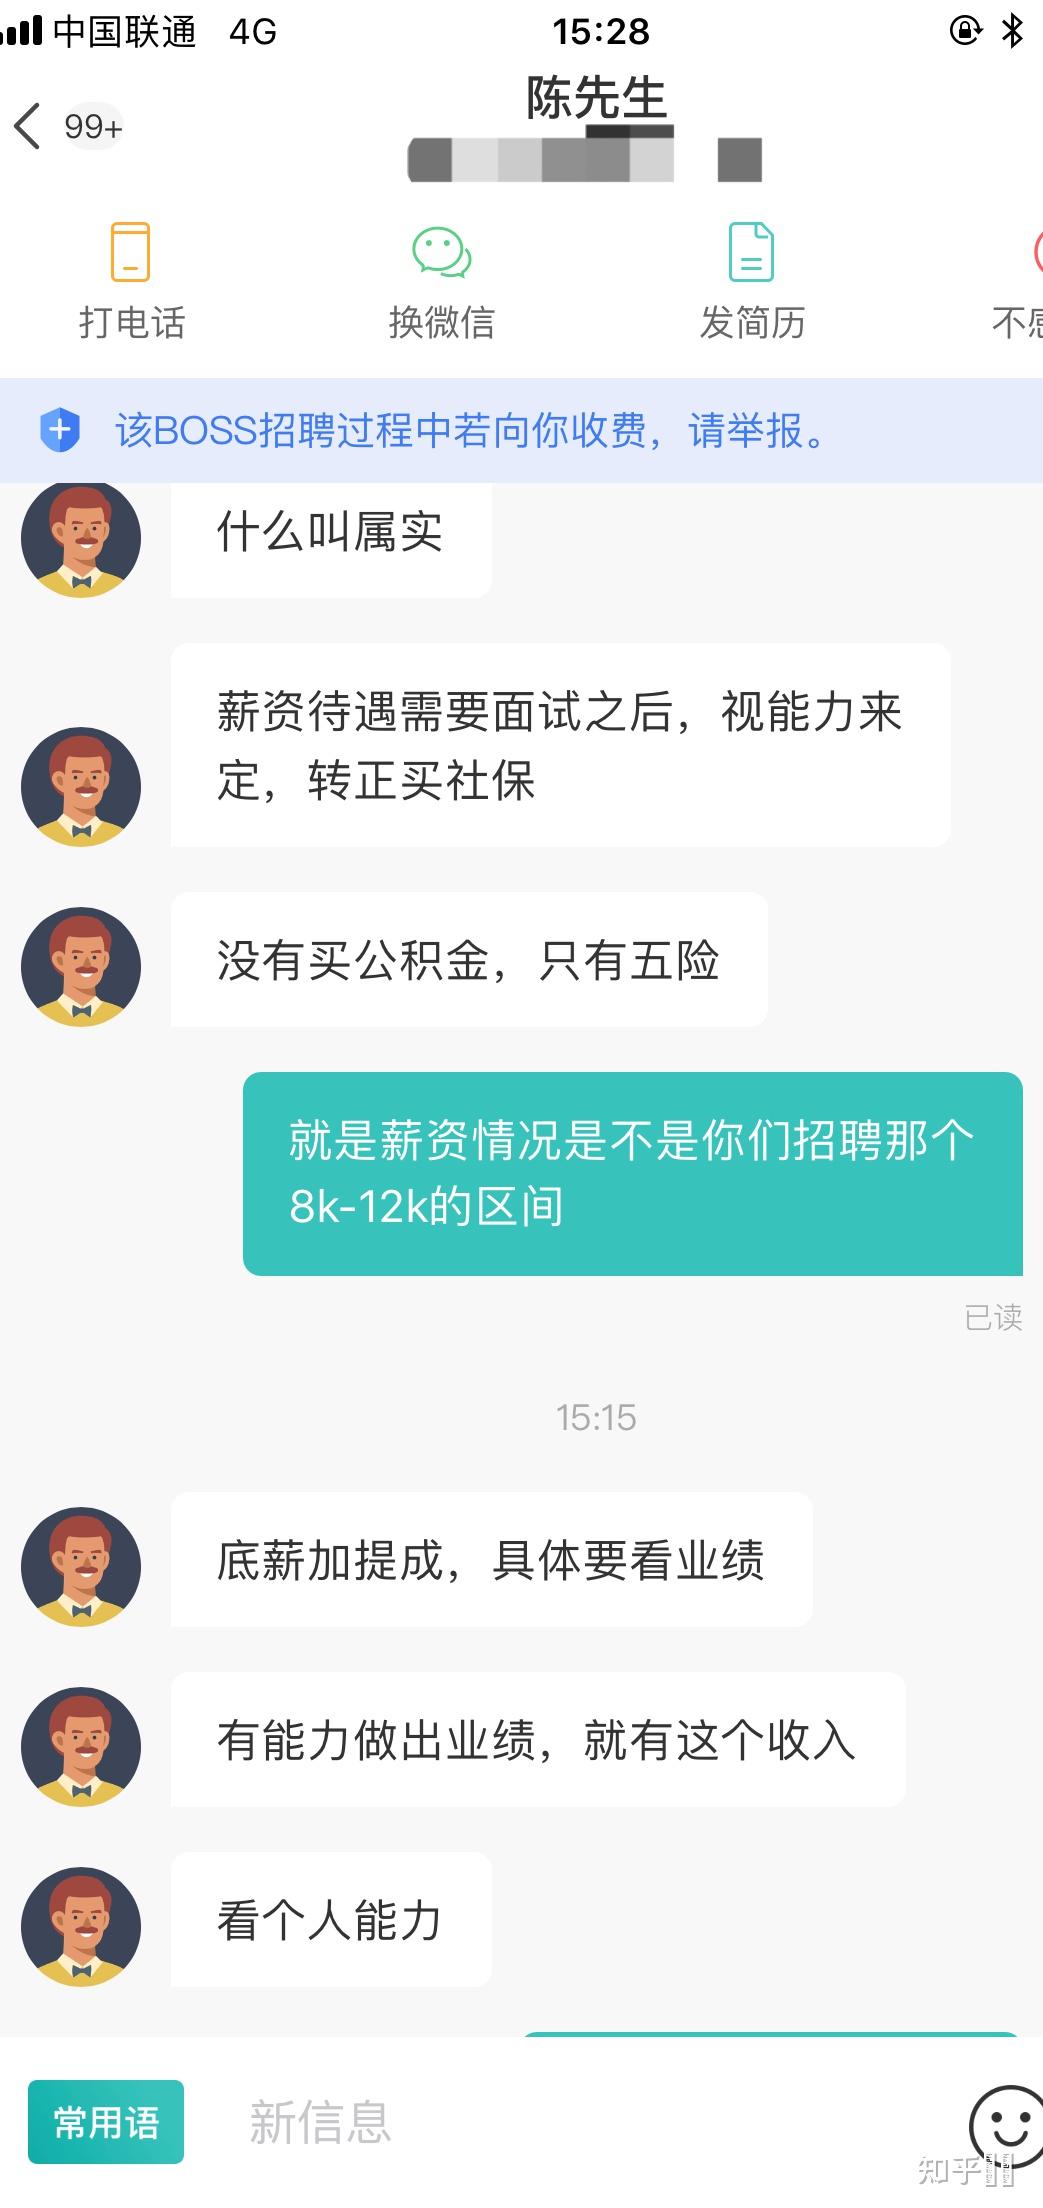 中国联通 4G 15:28
陈先生
99+
打电话 换微信 发简历 不感
该BOSS招聘过程中若向你收费，请举报。
什么叫属实
薪资待遇需要面试之后，视能力来
定，转正买社保
没有买公积金，只有五险
就是薪资情况是不是你们招聘那个
8k-12k的区间
已读
15:15
底薪加提成，具体要看业绩
有能力做出业绩，就有这个收入
看个人能力
常用语 新信息
知乎